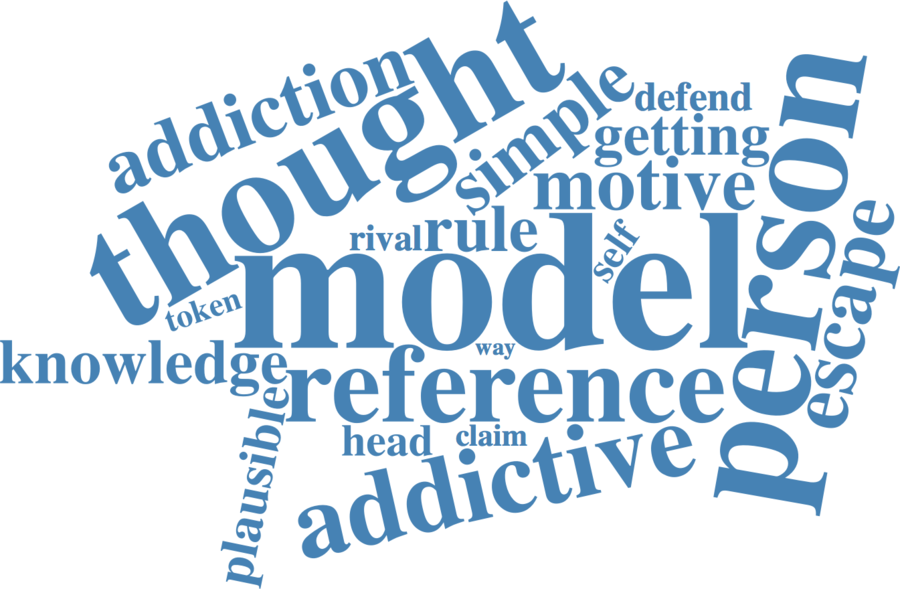 addiction
thought
simple
defend
getting
motive
person
rival
rule
self
model
escape
token
knowledge
way
reference
plausible
head
claim
addictive